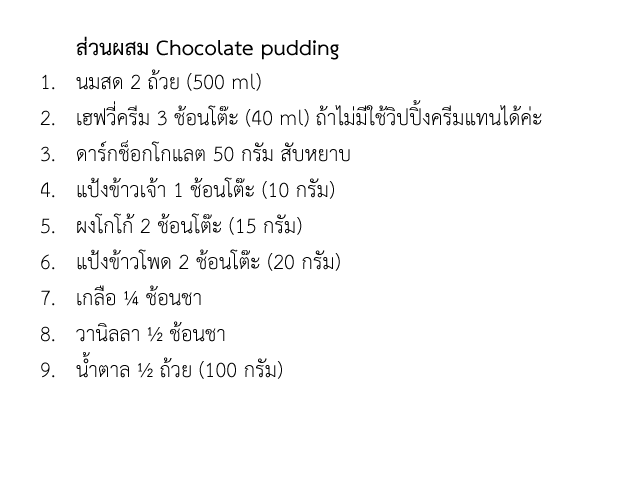 ส่วนผสม Chocolate pudding
1. นมสด 2 ถ้วย (500 ml)
2. เฮฟวี่ครีม 3 ช้อนโต๊ะ (40 ml) ถ้าไม่มีใช้วิปปิ้งครีมแทนได้ค่ะ
3. ดาร์กช็อกโกแลต 50 กรัม สับหยาบ
4. แป้งข้าวเจ้า 1 ช้อนโต๊ะ (10 กรัม)
5. ผงโกโก้ 2 ช้อนโต๊ะ (15 กรัม)
6. แป้งข้าวโพด 2 ช้อนโต๊ะ (20 กรัม)
7. เกลือ ¼ ช้อนชา
8. วานิลลา ½ ช้อนชา
9. น้ำตาล ½ ถ้วย (100 กรัม)